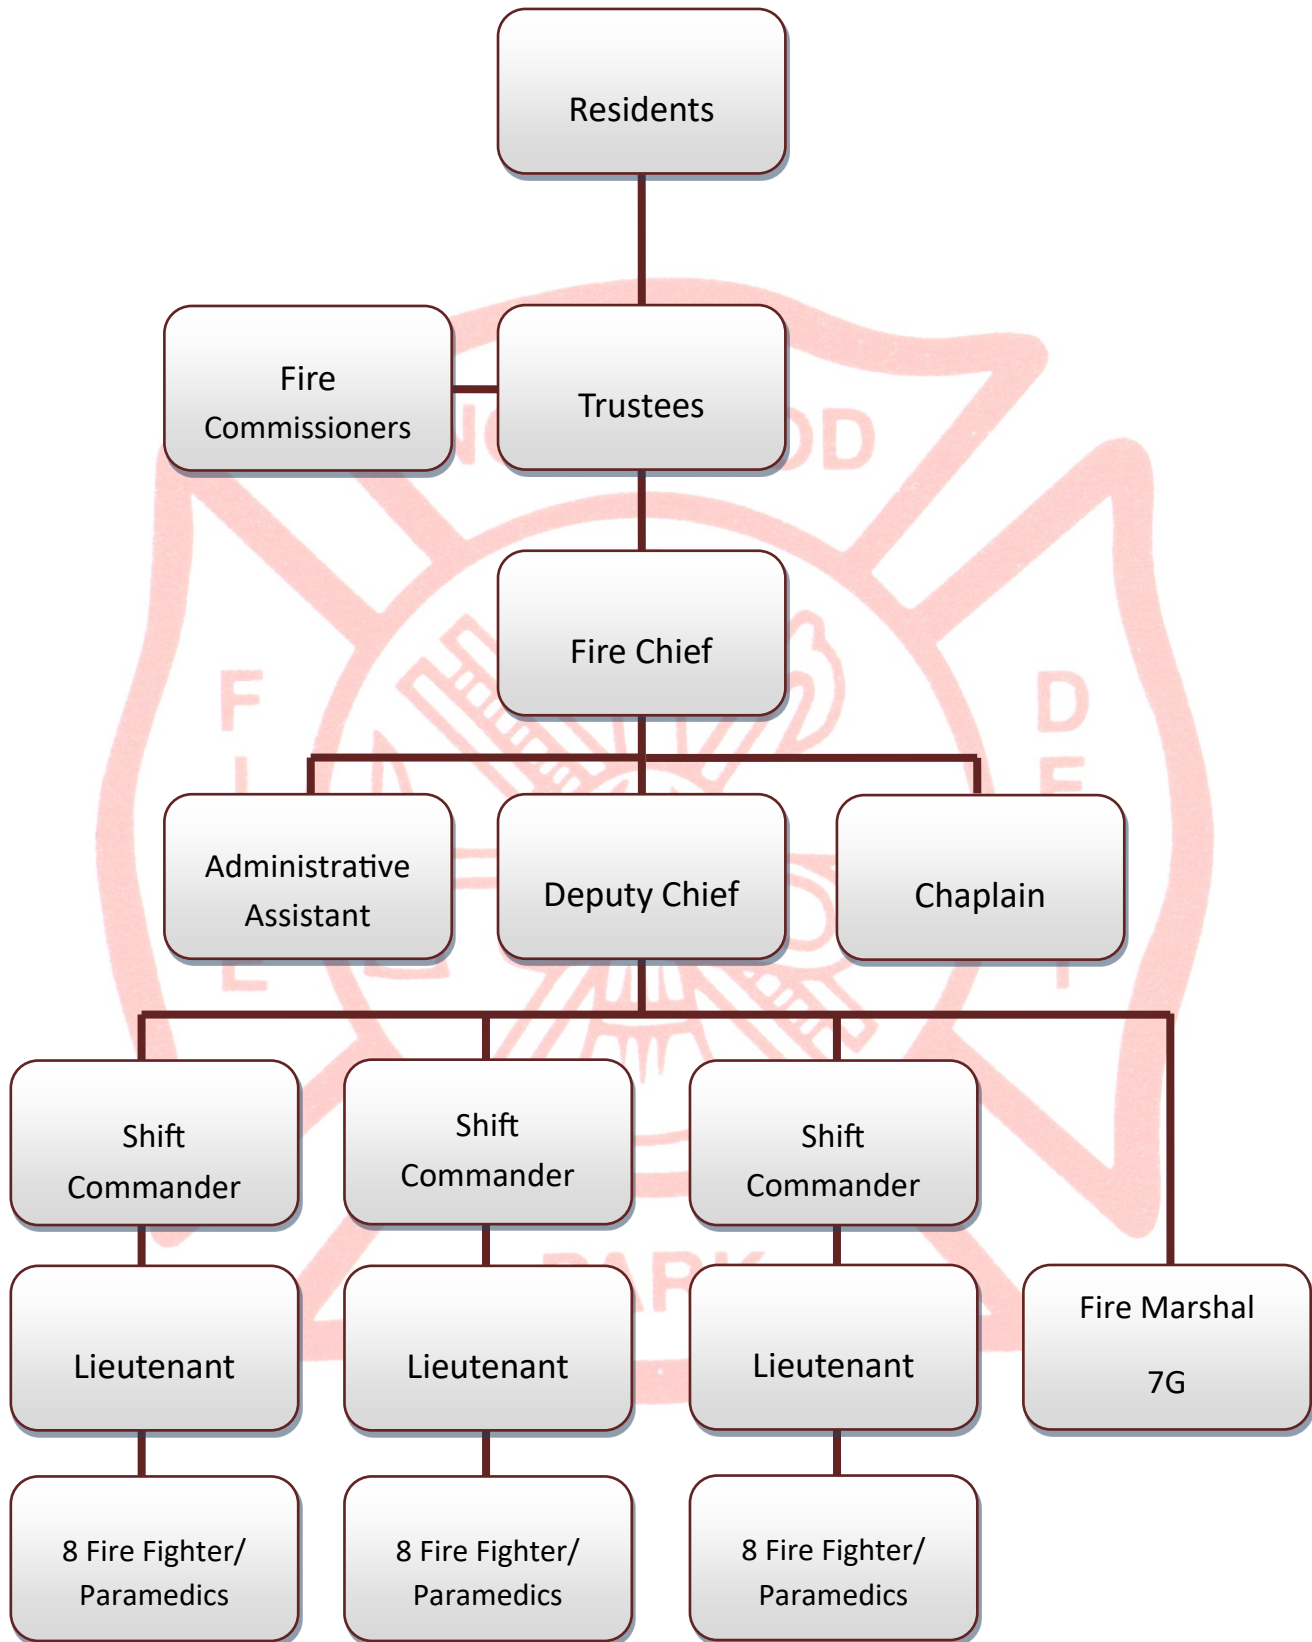 Residents
Fire
Commissioners
Trustees
Fire Chief
Administrative
Assistant
Deputy Chief
Chaplain
Shift
Commander
Shift
Commander
Shift
Commander
Lieutenant
Lieutenant
Lieutenant
Fire Marshal
7G
8 Fire Fighter/
Paramedics
8 Fire Fighter/
Paramedics
8 Fire Fighter/
Paramedics
PARK